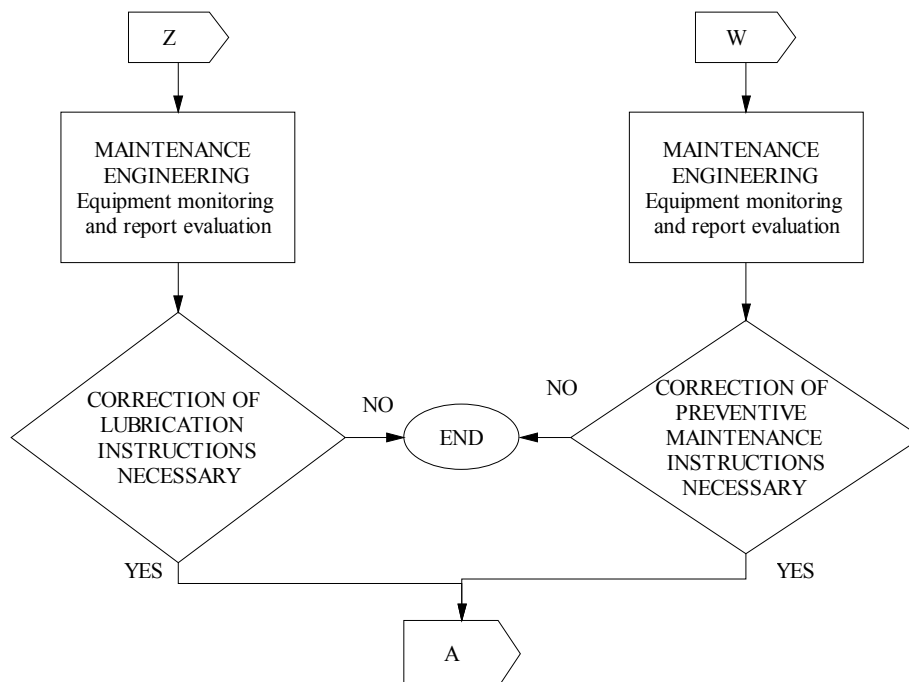 Z
W
MAINTENANCE
ENGINEERING
Equipment monitoring
and report evaluation
MAINTENANCE
ENGINEERING
Equipment monitoring
and report evaluation
CORRECTION OF
LUBRICATION
INSTRUCTIONS
NECESSARY
NO
END
NO
CORRECTION OF
PREVENTIVE
MAINTENANCE
INSTRUCTIONS
NECESSARY
YES
YES
A